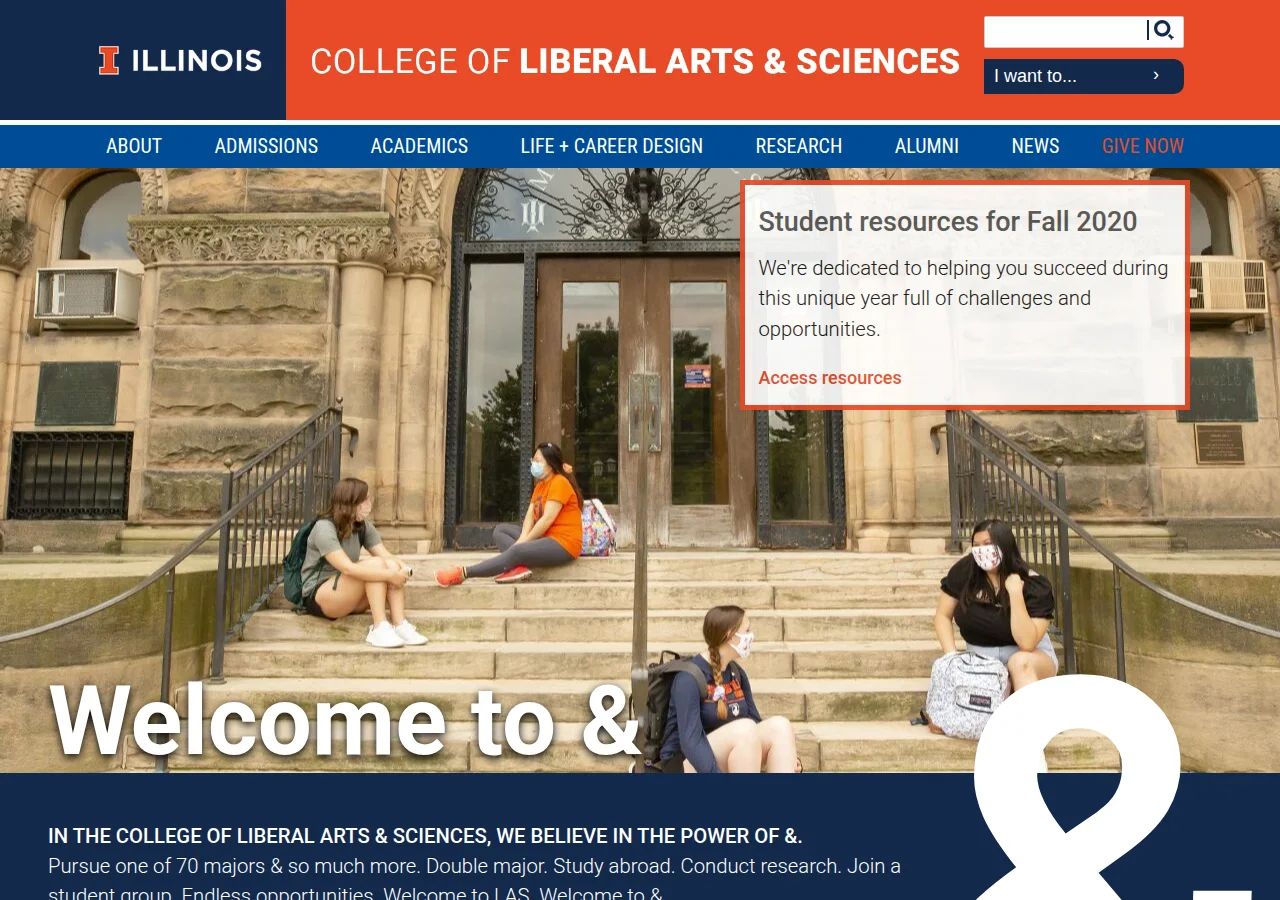 ILLINOIS
COLLEGE OF LIBERAL ARTS & SCIENCES
I want to... ›
ABOUT ADMISSIONS ACADEMICS LIFE + CAREER DESIGN RESEARCH ALUMNI NEWS GIVE NOW
Student resources for Fall 2020
We're dedicated to helping you succeed during
this unique year full of challenges and
opportunities.
Access resources
Welcome to &
IN THE COLLEGE OF LIBERAL ARTS & SCIENCES, WE BELIEVE IN THE POWER OF &.
Pursue one of 70 majors & so much more. Double major. Study abroad. Conduct research. Join a
student group. Endless opportunities. Welcome to LAS. Welcome to &
&